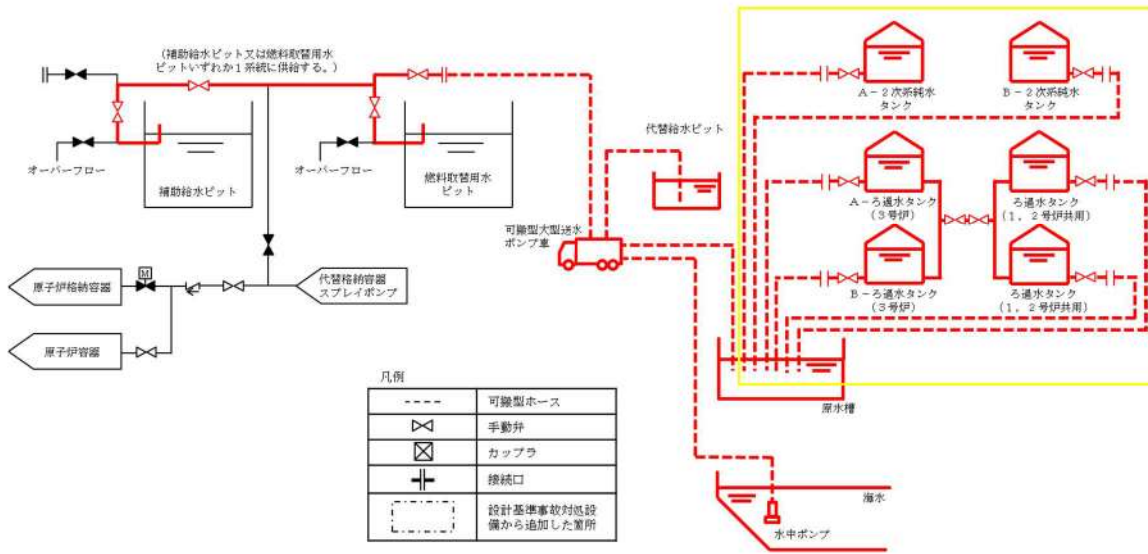 (補助給水ピット又は燃料取替用水
ピットいずれか1系統に供給する。)
オーバーフロー
補助給水ピット
オーバーフロー
燃料取替用水
ピット
代替給水ピット
可搬型大型送水
ポンプ車
A-2次系純水
タンク
B-2次系純水
タンク
A-ろ過水タンク
(3号炉)
ろ過水タンク
(1,2号炉共用)
B-ろ過水タンク
(3号炉)
ろ過水タンク
(1,2号炉共用)
原水槽
M
原子炉格納容器
代替格納容器
スプレイポンプ
原子炉容器
凡例
可搬型ホース
手動弁
カップラ
接続口
設計基準事故対処設
備から追加した箇所
海水
水中ポンプ